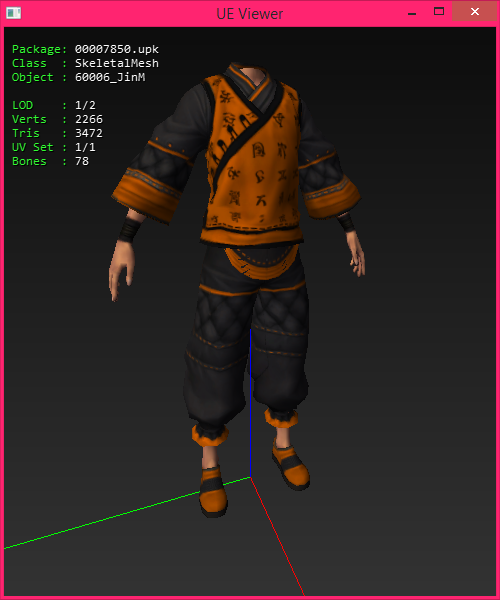 UE Viewer
Package: 00007850.upk
Class : SkeletalMesh
Object : 60006_JinM
LOD : 1/2
Verts : 2266
Tris : 3472
UV Set : 1/1
Bones : 78